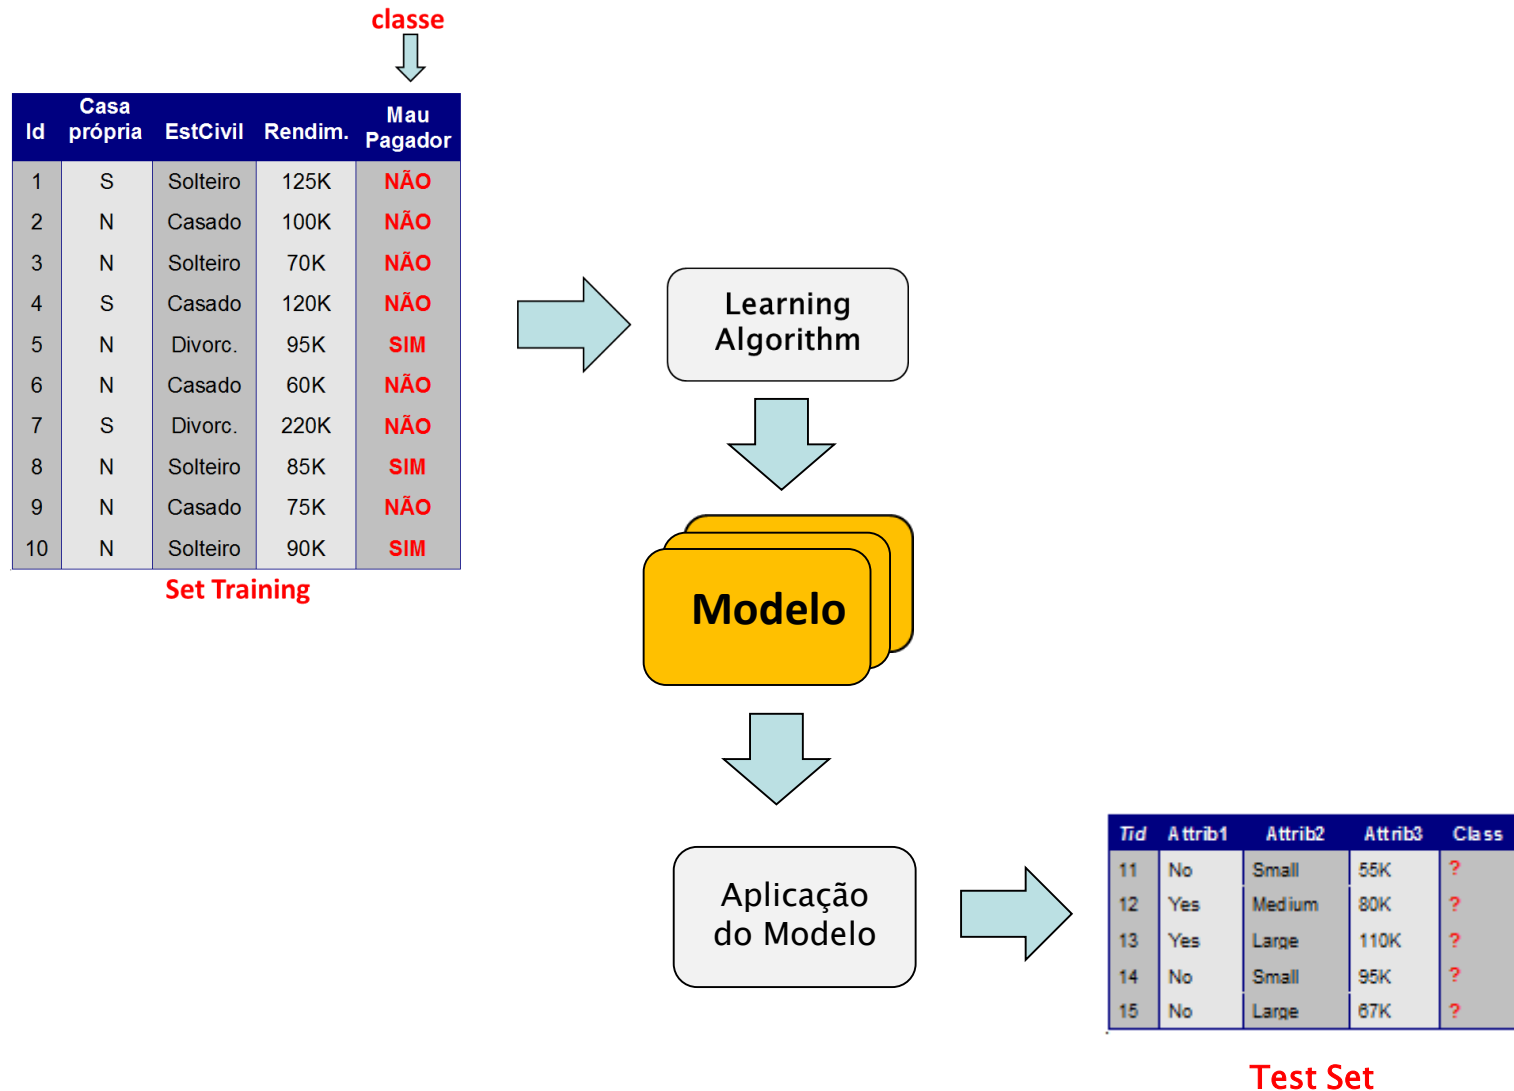 classe
Id Casa própria EstCivil Rendim. Mau Pagador
1 S Solteiro 125K NÃO
2 N Casado 100K NÃO
3 N Solteiro 70K NÃO
4 S Casado 120K NÃO
5 N Divorc. 95K SIM
6 N Casado 60K NÃO
7 S Divorc. 220K NÃO
8 N Solteiro 85K SIM
9 N Casado 75K NÃO
10 N Solteiro 90K SIM
Set Training
Learning
Algorithm
Modelo
Aplicação
do Modelo
Tid Attrib1 Attrib2 Attrib3 Class
11 No Small 55K ?
12 Yes Medium 80K ?
13 Yes Large 110K ?
14 No Small 95K ?
15 No Large 67K ?
Test Set